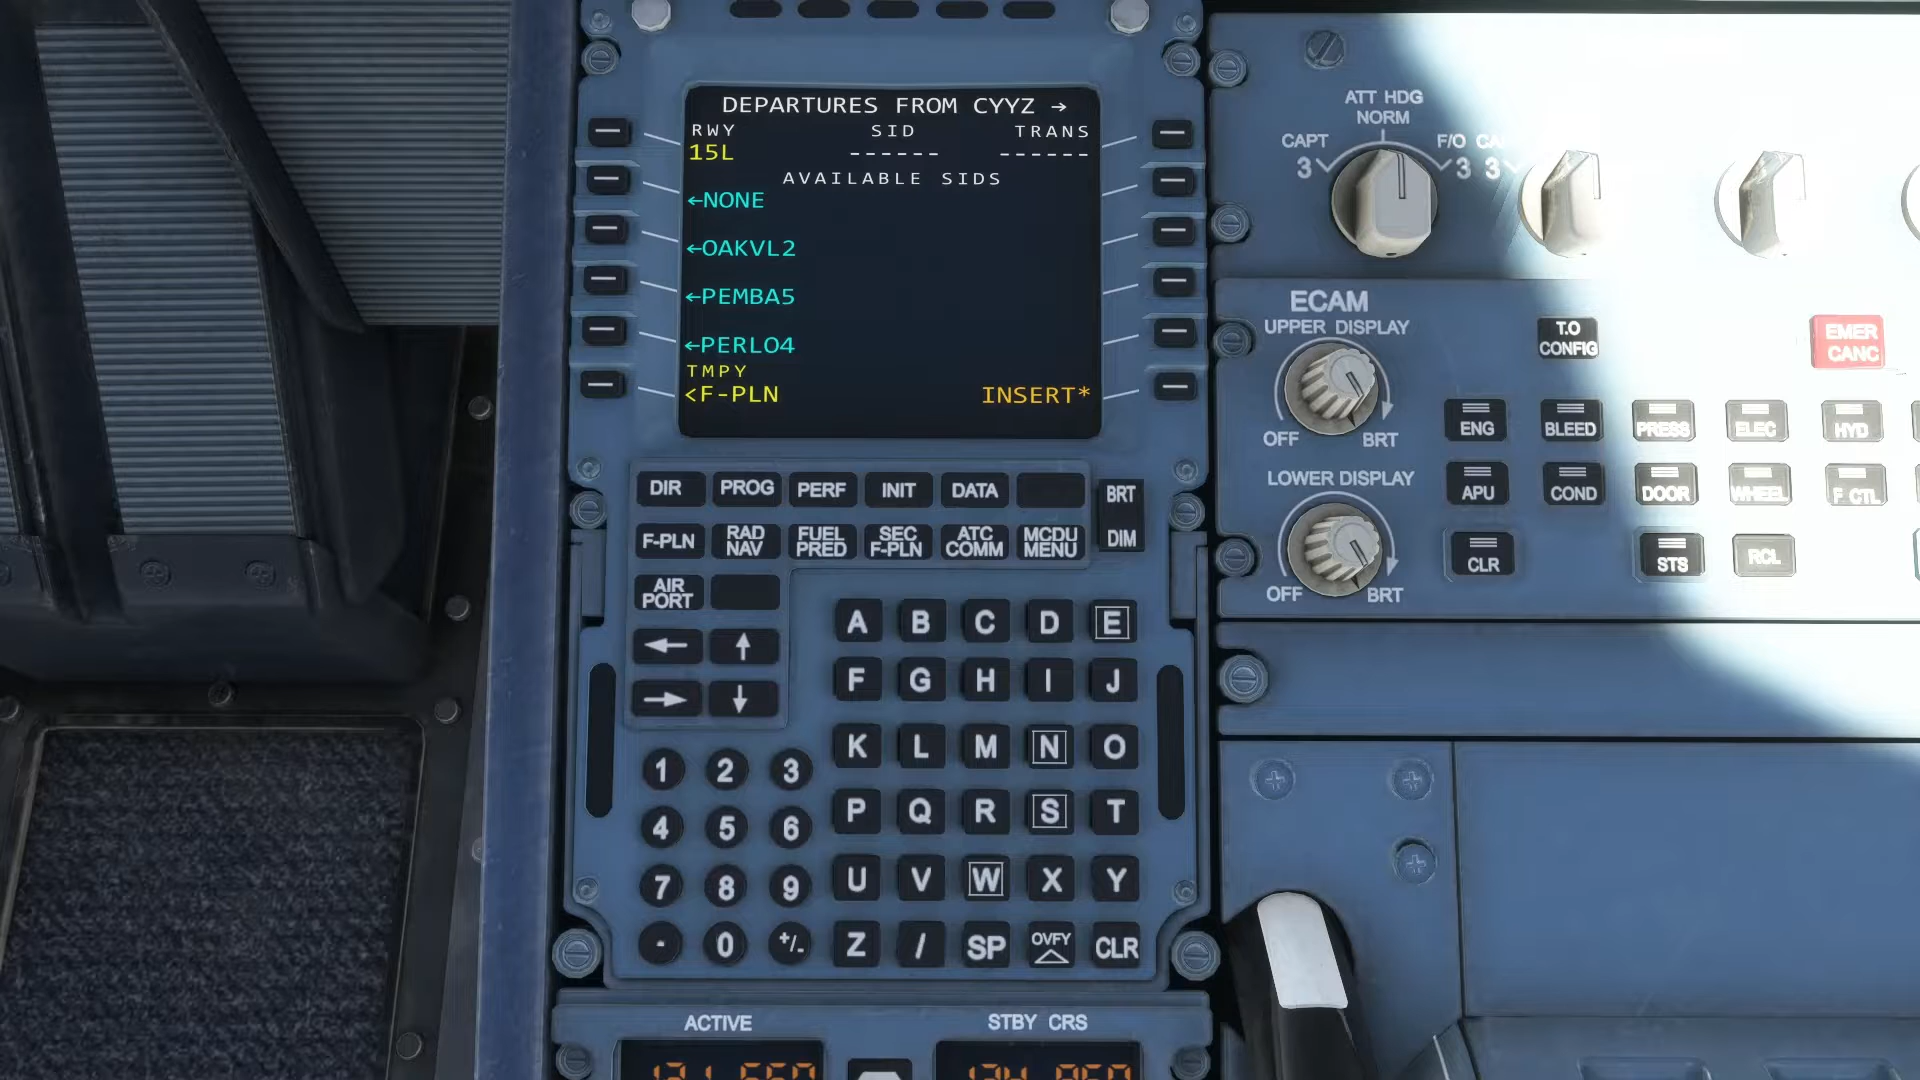 DEPARTURES FROM CYYZ →
RWY SID TRANS
15L ------ ------
AVAILABLE SIDS
←NONE
←OAKVL2
←PEMBA5
←PERLO4
TMPY
<F-PLN INSERT*
DIR PROG PERF INIT DATA
BRT
DIM
F-PLN RAD NAV FUEL PRED SEC F-PLN ATC COMM MCDU MENU
AIR PORT
← ↑
→ ↓
A B C D E
F G H I J
K L M N O
P Q R S T
U V W X Y
Z / SP OVFY CLR
1 2 3
4 5 6
7 8 9
. 0 +/-
ACTIVE STBY CRS
ATT HDG
NORM
CAPT F/O CA
3 3 3
ECAM
UPPER DISPLAY
OFF BRT
LOWER DISPLAY
OFF BRT
T.O CONFIG
EMER CANC
ENG BLEED PRESS ELEC HYD
APU COND DOOR WHEEL F CTL
CLR STS RCL